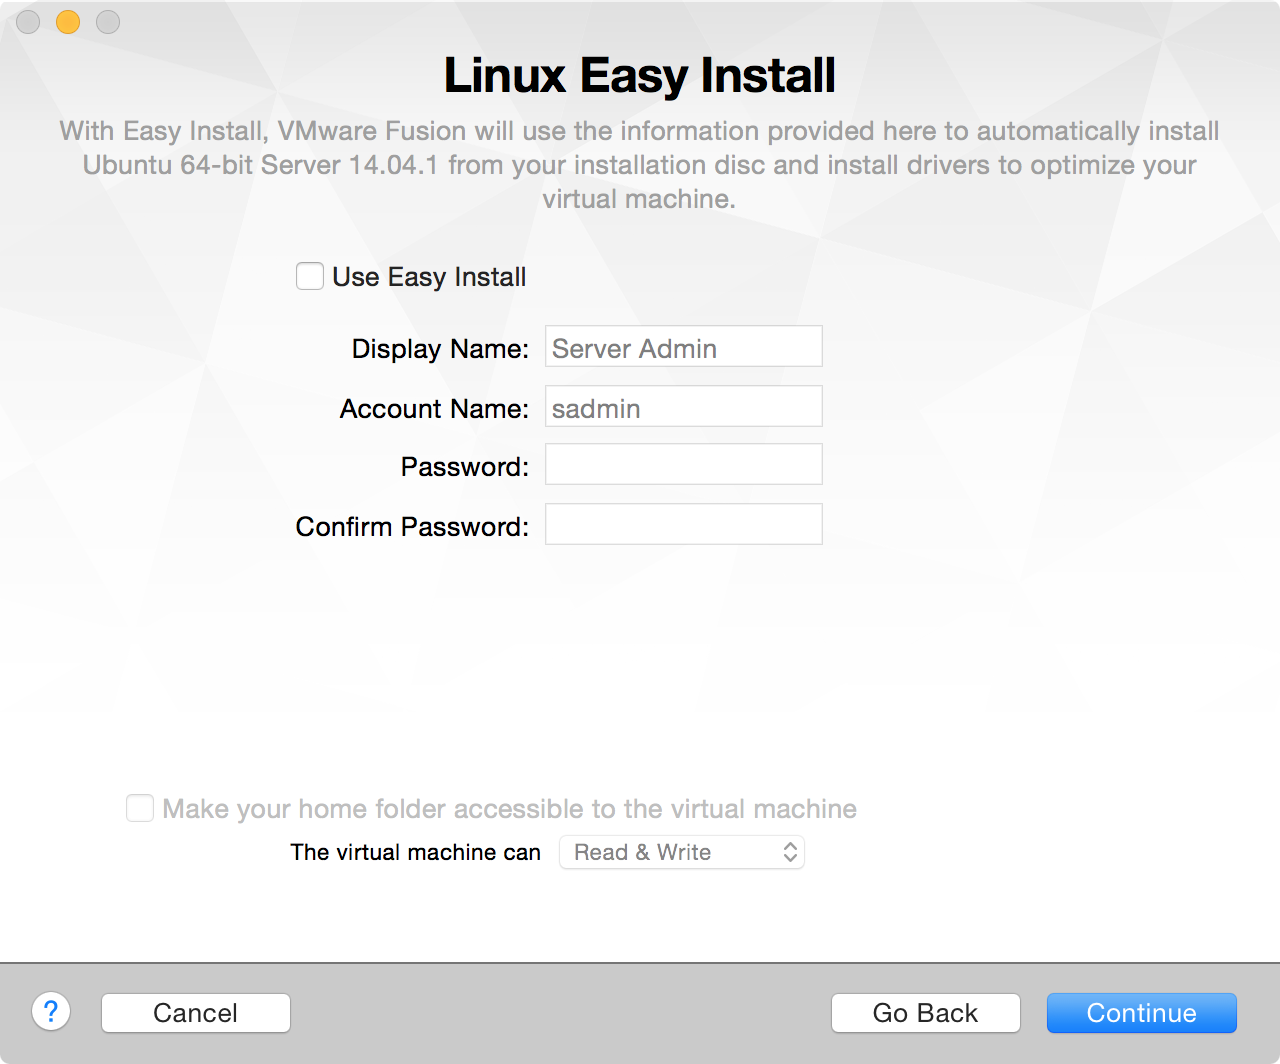 Linux Easy Install
With Easy Install, VMware Fusion will use the information provided here to automatically install
Ubuntu 64-bit Server 14.04.1 from your installation disc and install drivers to optimize your
virtual machine.
Use Easy Install
Display Name: Server Admin
Account Name: sadmin
Password:
Confirm Password:
Make your home folder accessible to the virtual machine
The virtual machine can Read & Write
? Cancel Go Back Continue